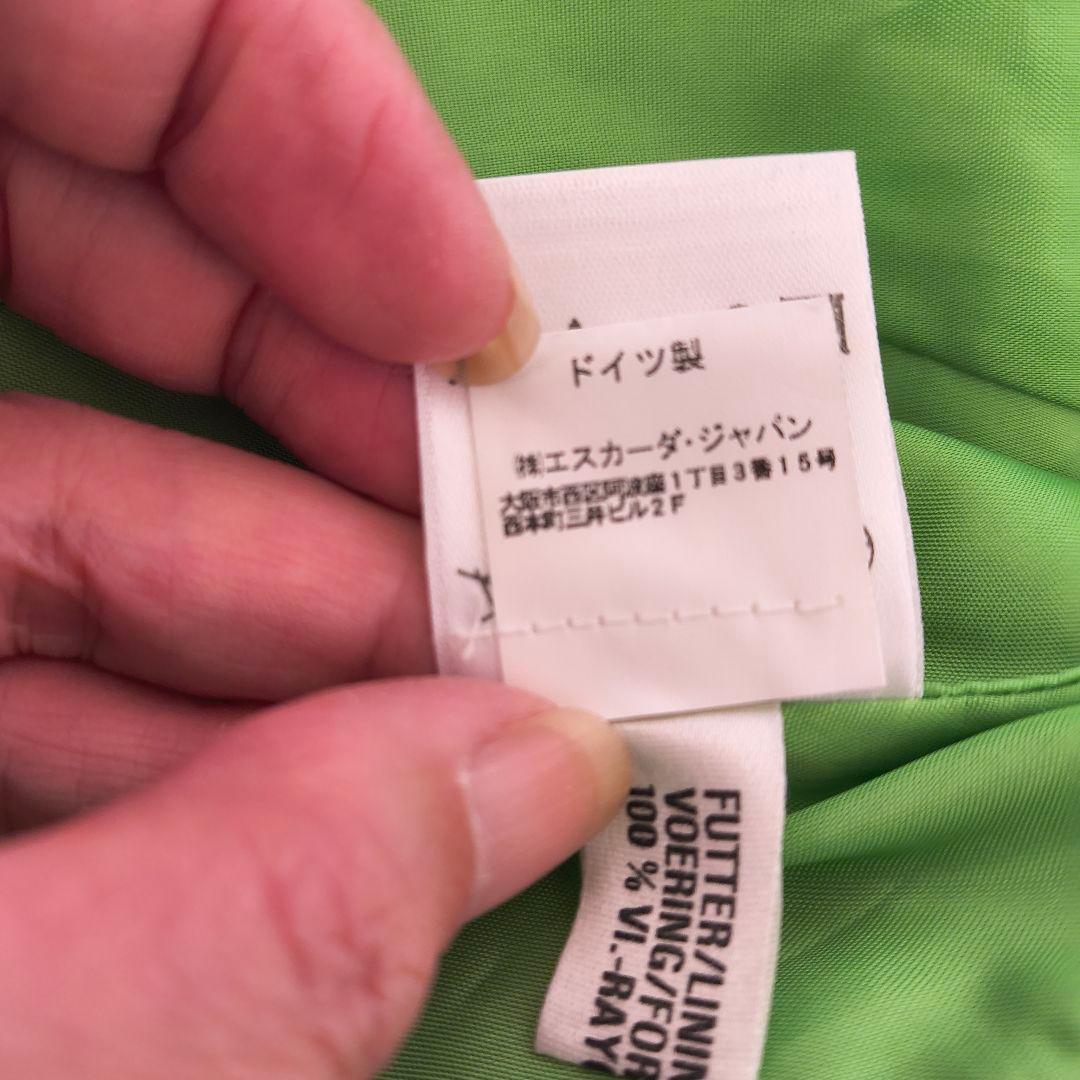 ドイツ製
㈱エスカーダ・ジャパン
大阪市西区阿波座1丁目3番15号
西本町三井ビル2F
FUTTER/LININ
VOERING/FOR
100 % VI.-RAY